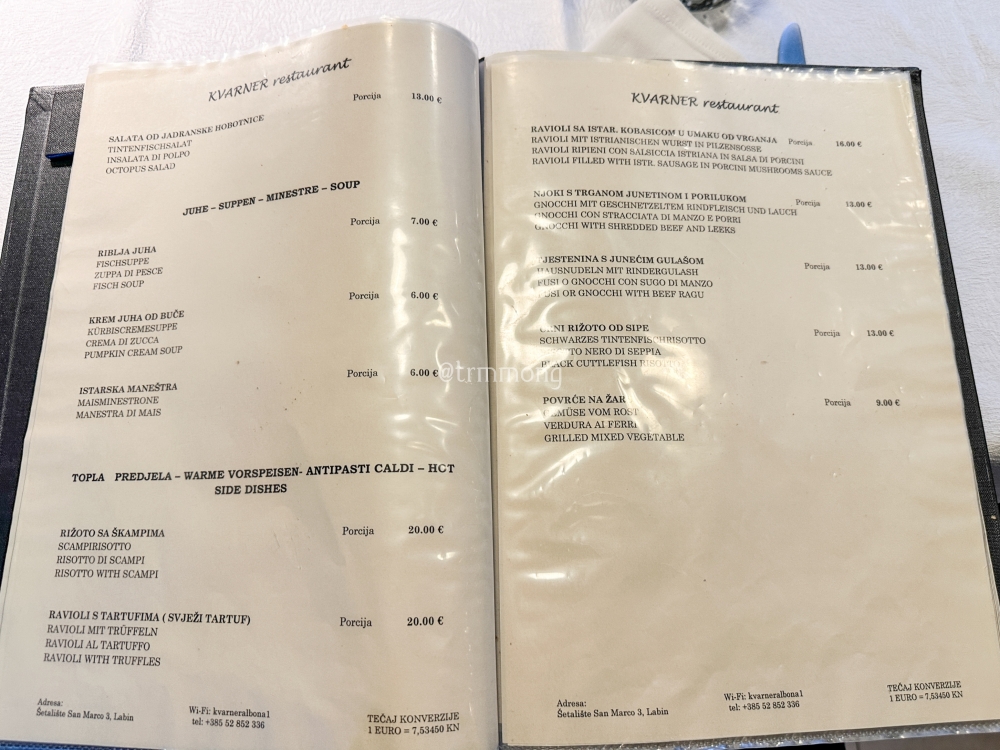 KVARNER restaurant
Porcija 13.00 €
SALATA OD JADRANSKE HOBOTNICE
TINTENFISCHSALAT
INSALATA DI POLPO
OCTOPUS SALAD
JUHE – SUPPEN – MINESTRE – SOUP
Porcija 7.00 €
RIBLJA JUHA
FISCHSUPPE
ZUPPA DI PESCE
FISH SOUP
Porcija 6.00 €
KREM JUHA OD BUČE
KÜRBISCREMESUPPE
CREMA DI ZUCCA
PUMPKIN CREAM SOUP
Porcija 6.00 €
ISTARSKA MANEŠTRA
MAISMINESTRONE
MANESTRA DI MAIS
TOPLA PREDJELA – WARME VORSPEISEN- ANTIPASTI CALDI – HOT
SIDE DISHES
RIŽOTO SA ŠKAMPIMA Porcija 20.00 €
SCAMPIRISOTTO
RISOTTO DI SCAMPI
RISOTTO WITH SCAMPI
RAVIOLI S TARTUFIMA ( SVJEŽI TARTUF) Porcija 20.00 €
RAVIOLI MIT TRÜFFELN
RAVIOLI AL TARTUFFO
RAVIOLI WITH TRUFFLES
Adresa:
Šetalište San Marco 3, Labin
Wi-Fi: kvarneralbona1
tel: +385 52 852 336
TEČAJ KONVERZIJE
1 EURO = 7,53450 KN
KVARNER restaurant
RAVIOLI SA ISTAR. KOBASICOM U UMAKU OD VRGANJA Porcija 16.00 €
RAVIOLI MIT ISTRIANISCHEN WURST IN PILZENSOSSE
RAVIOLI RIPIENI CON SALSICCIA ISTRIANA IN SALSA DI PORCINI
RAVIOLI FILLED WITH ISTR. SAUSAGE IN PORCINI MUSHROOMS SAUCE
NJOKI S TRGANOM JUNETINOM I PORILUKOM Porcija 13.00 €
GNOCCHI MIT GESCHNETZELTEM RINDFLEISCH UND LAUCH
GNOCCHI CON STRACCIATA DI MANZO E PORRI
GNOCCHI WITH SHREDDED BEEF AND LEEKS
TJESTENINA S JUNEĆIM GULAŠOM Porcija 13.00 €
HAUSNUDELN MIT RINDERGULASH
FUSI O GNOCCHI CON SUGO DI MANZO
FUSI OR GNOCCHI WITH BEEF RAGU
CRNI RIŽOTO OD SIPE Porcija 13.00 €
SCHWARZES TINTENFISCHRISOTTO
NERO DI SEPPIA
BLACK CUTTLEFISH RISOTTO
POVRĆE NA ŽARU Porcija 9.00 €
GEMÜSE VOM ROST
VERDURA AI FERRI
GRILLED MIXED VEGETABLE
Adresa:
Šetalište San Marco 3, Labin
Wi-Fi: kvarneralbona1
tel: +385 52 852 336
TEČAJ KONVERZIJE
1 EURO = 7,53450 KN
@trmmong